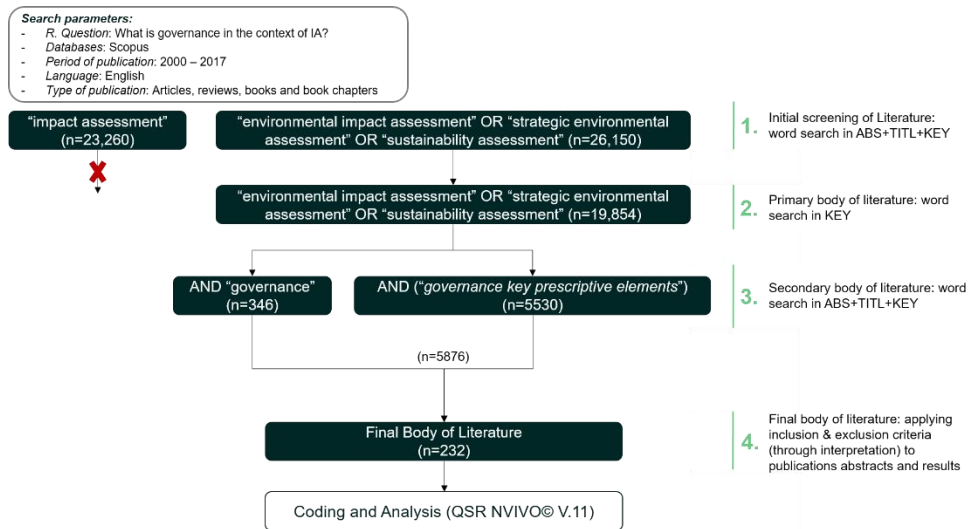 Search parameters:
- R. Question: What is governance in the context of IA?
- Databases: Scopus
- Period of publication: 2000 – 2017
- Language: English
- Type of publication: Articles, reviews, books and book chapters
“impact assessment”
(n=23,260)
“environmental impact assessment” OR “strategic environmental
assessment” OR “sustainability assessment” (n=26,150)
1.
Initial screening of Literature:
word search in ABS+TITL+KEY
“environmental impact assessment” OR “strategic environmental
assessment” OR “sustainability assessment” (n=19,854)
2.
Primary body of literature: word
search in KEY
AND “governance”
(n=346)
AND (“governance key prescriptive elements”)
(n=5530)
3.
Secondary body of literature: word
search in ABS+TITL+KEY
(n=5876)
Final Body of Literature
(n=232)
4.
Final body of literature: applying
inclusion & exclusion criteria
(through interpretation) to
publications abstracts and results
Coding and Analysis (QSR NVIVO© V.11)